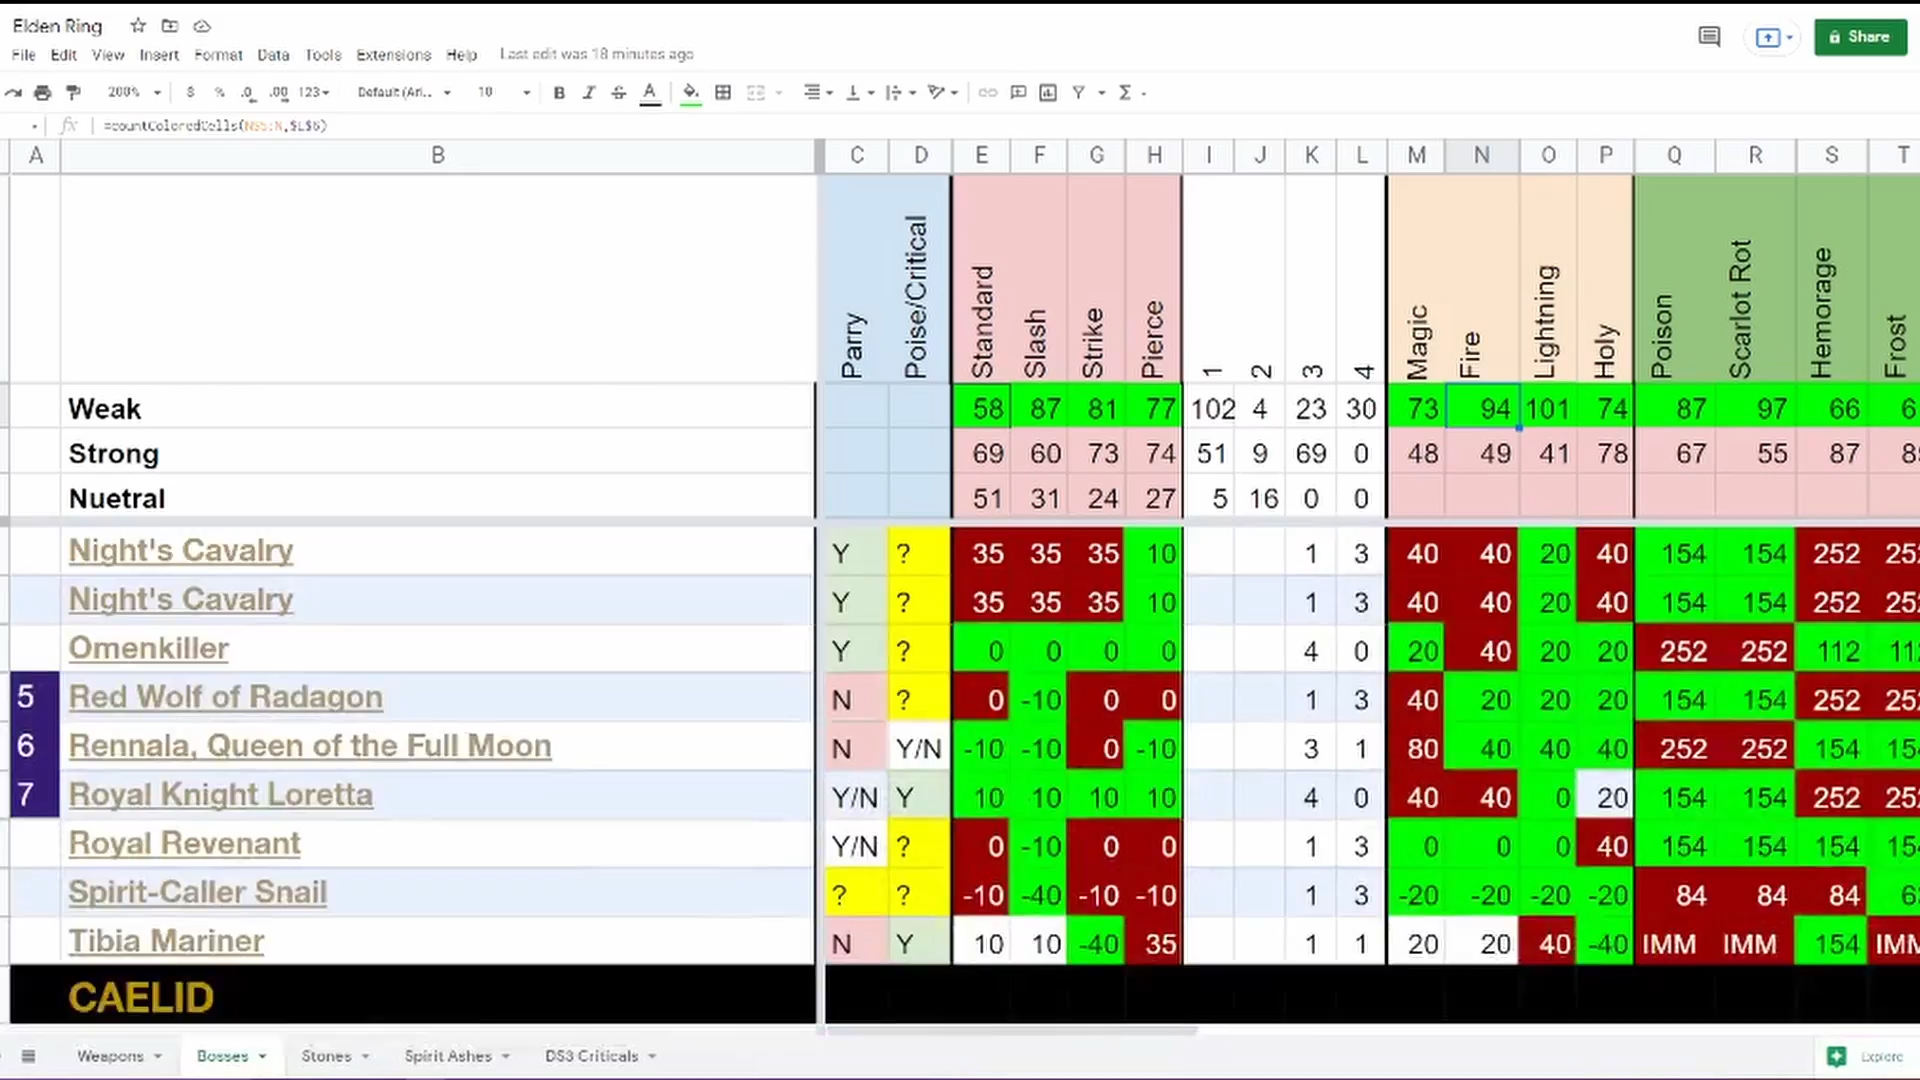 Elden Ring
Share
File Edit View Insert Format Data Tools Extensions Help Last edit was 18 minutes ago
200% $ % .0 .00 123 Default (Ari... 10 B I S A
fx =countColoredCells(N$5:N,$L$6)
A B C D E F G H I J K L M N O P Q R S T
Parry Poise/Critical Standard Slash Strike Pierce 1 2 3 4 Magic Fire Lightning Holy Poison Scarlot Rot Hemorage Frost
Weak 58 87 81 77 102 4 23 30 73 94 101 74 87 97 66
Strong 69 60 73 74 51 9 69 0 48 49 41 78 67 55 87
Nuetral 51 31 24 27 5 16 0 0
Night's Cavalry Y ? 35 35 35 10 1 3 40 40 20 40 154 154 252
Night's Cavalry Y ? 35 35 35 10 1 3 40 40 20 40 154 154 252
Omenkiller Y ? 0 0 0 0 4 0 20 40 20 20 252 252 112
5 Red Wolf of Radagon N ? 0 -10 0 0 1 3 40 20 20 20 154 154 252
6 Rennala, Queen of the Full Moon N Y/N -10 -10 0 -10 3 1 80 40 40 40 252 252 154
7 Royal Knight Loretta Y/N Y 10 10 10 10 4 0 40 40 0 20 154 154 252
Royal Revenant Y/N ? 0 -10 0 0 1 3 0 0 0 40 154 154 154
Spirit-Caller Snail ? ? -10 -40 -10 -10 1 3 -20 -20 -20 -20 84 84 84
Tibia Mariner N Y 10 10 -40 35 1 1 20 20 40 -40 IMM IMM 154
CAELID
Weapons Bosses Stones Spirit Ashes DS3 Criticals Explore